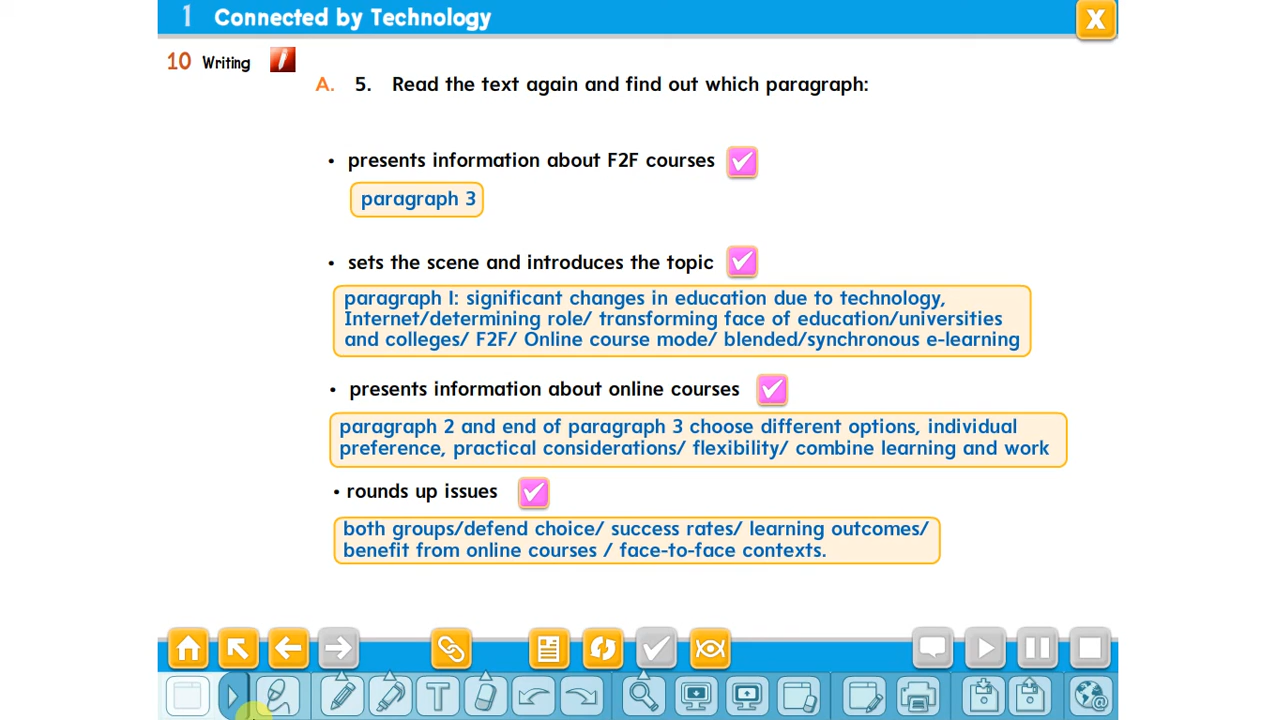 1 Connected by Technology
X
10 Writing
A. 5. Read the text again and find out which paragraph:
• presents information about F2F courses
paragraph 3
• sets the scene and introduces the topic
paragraph 1: significant changes in education due to technology,
Internet/determining role/ transforming face of education/universities
and colleges/ F2F/ Online course mode/ blended/synchronous e-learning
• presents information about online courses
paragraph 2 and end of paragraph 3 choose different options, individual
preference, practical considerations/ flexibility/ combine learning and work
• rounds up issues
both groups/defend choice/ success rates/ learning outcomes/
benefit from online courses / face-to-face contexts.
T
@